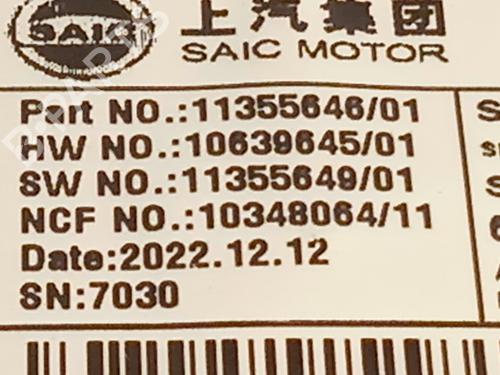 SAIC
上汽集团
SAIC MOTOR
Part NO.:11355646/01
HW NO.:10639645/01
SW NO.:11355649/01
NCF NO.:10348064/11
Date:2022.12.12
SN:7030